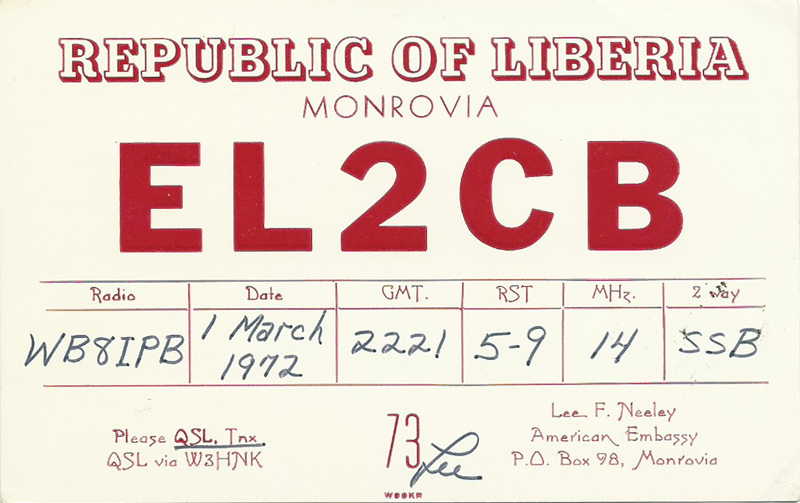 REPUBLIC OF LIBERIA
MONROVIA
EL2CB
Radio Date GMT. RST MHz. 2 way
WB8IPB 1 March 1972 2221 5-9 14 SSB
Please QSL, Tnx.
QSL via W3HNK
73 Lee
Lee F. Neeley
American Embassy
P.O. Box 98, Monrovia